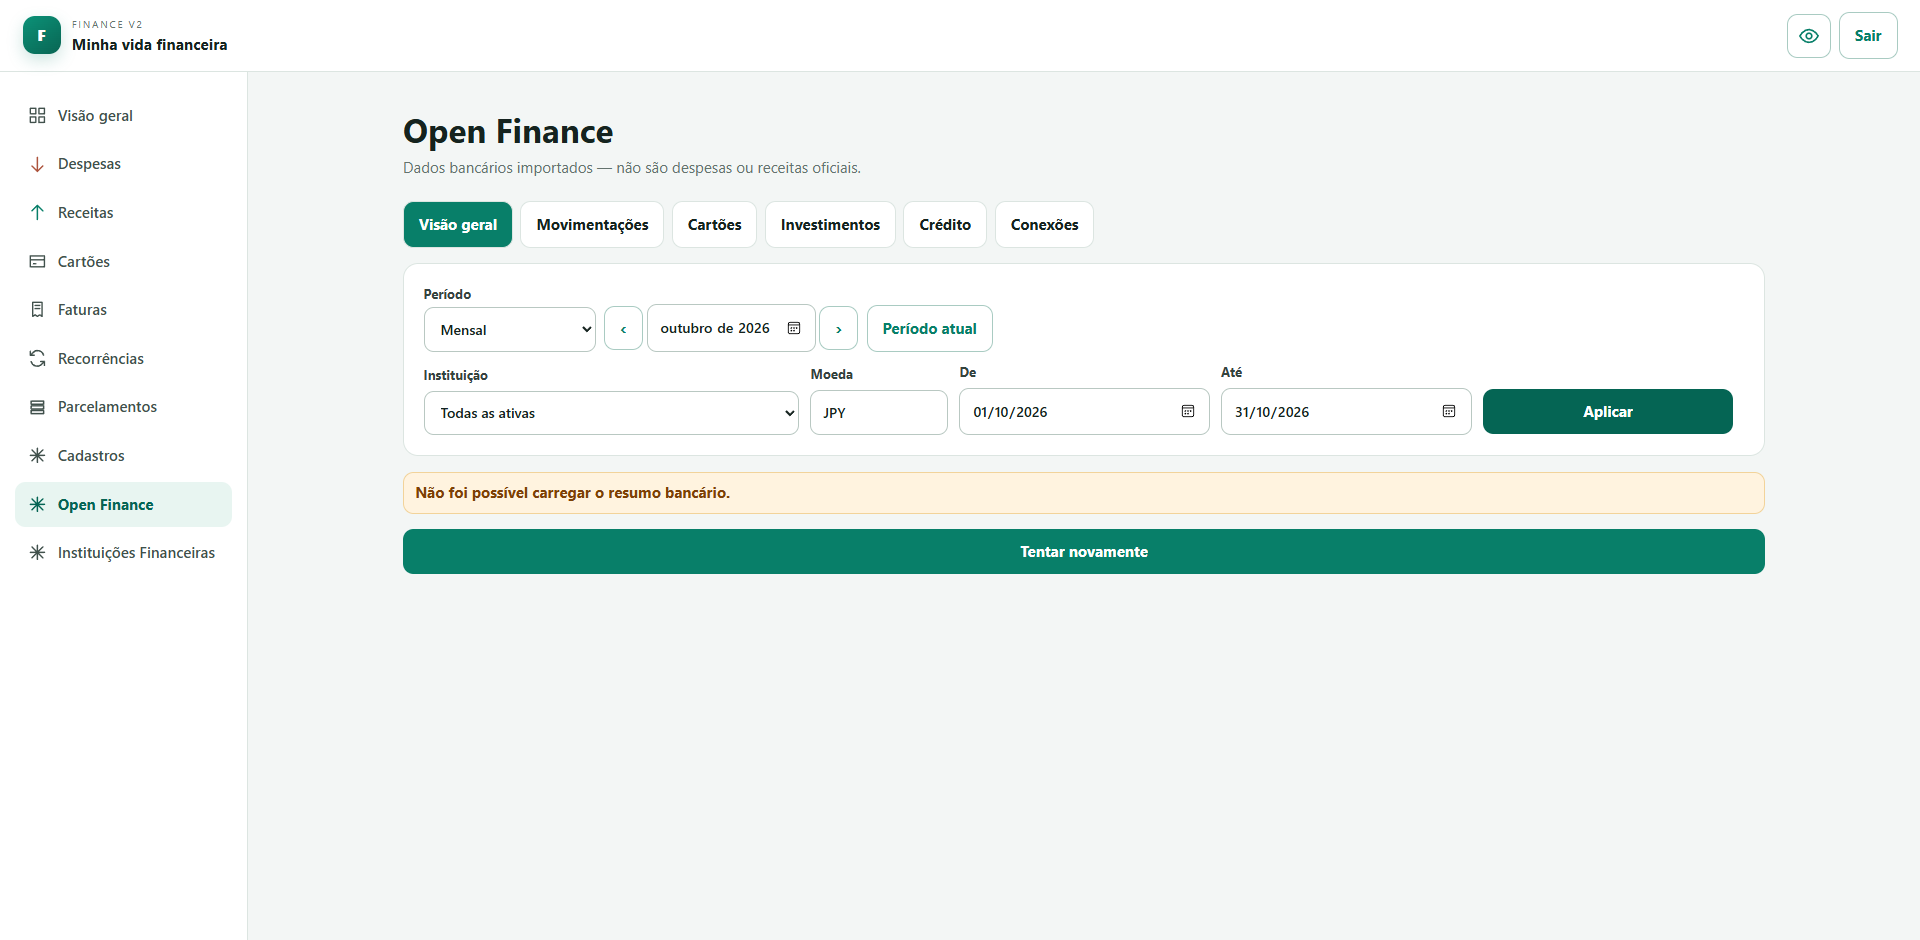 F
FINANCE V2
Minha vida financeira
Sair
Visão geral
Despesas
Receitas
Cartões
Faturas
Recorrências
Parcelamentos
Cadastros
Open Finance
Instituições Financeiras
Open Finance
Dados bancários importados — não são despesas ou receitas oficiais.
Visão geral Movimentações Cartões Investimentos Crédito Conexões
Período
Mensal ‹ outubro de 2026 › Período atual
Instituição Moeda De Até
Todas as ativas JPY 01/10/2026 31/10/2026 Aplicar
Não foi possível carregar o resumo bancário.
Tentar novamente